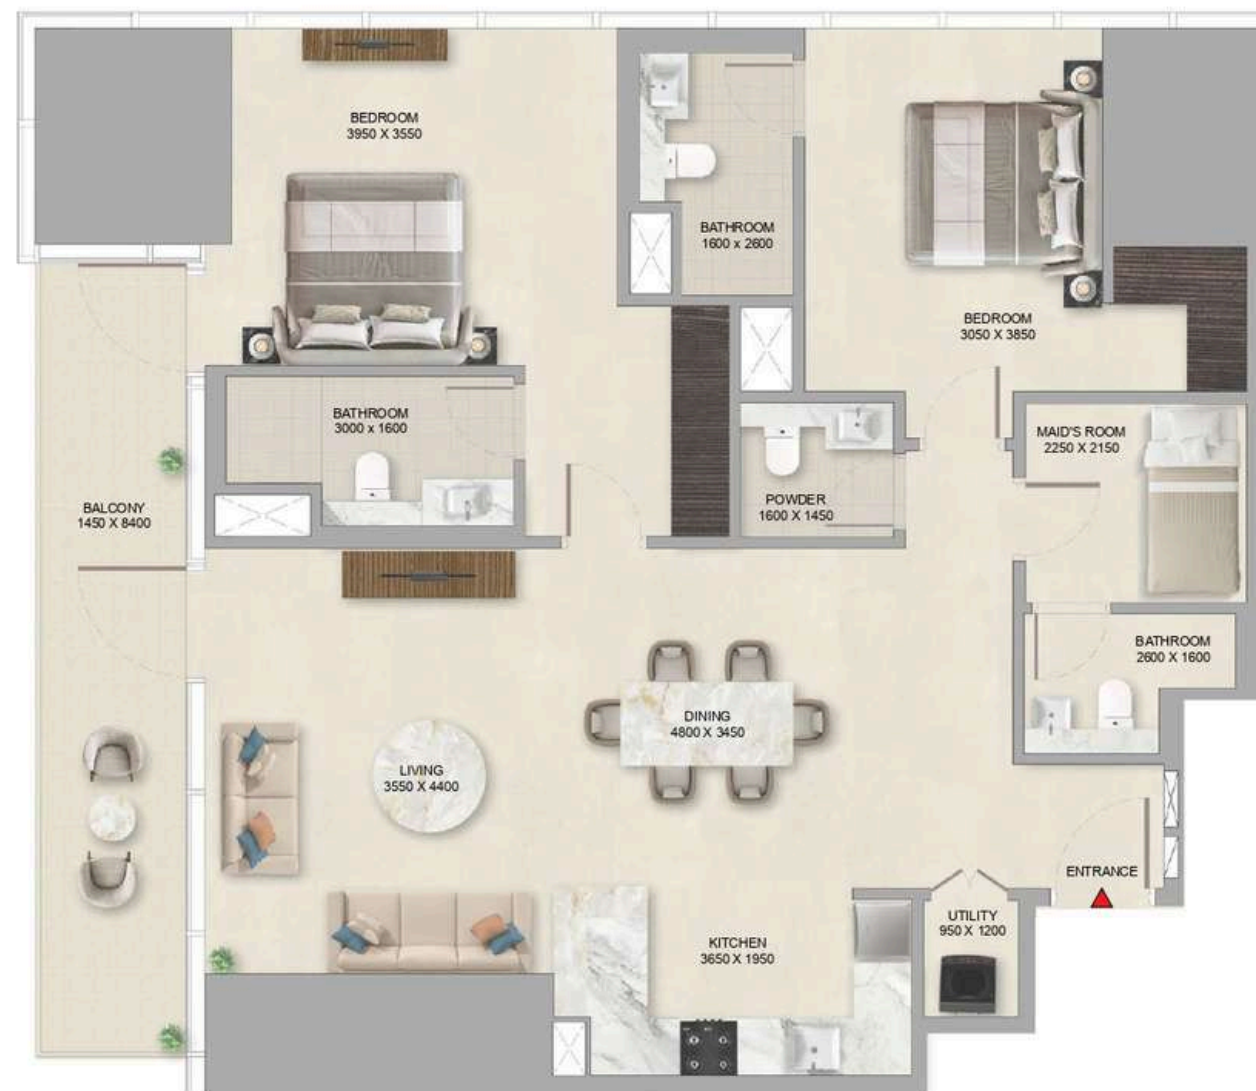 BEDROOM
3950 X 3550
BATHROOM
1600 x 2600
BEDROOM
3050 X 3850
BATHROOM
3000 x 1600
MAID'S ROOM
2250 X 2150
POWDER
1600 X 1450
BALCONY
1450 X 8400
BATHROOM
2600 X 1600
DINING
4800 X 3450
LIVING
3550 X 4400
ENTRANCE
UTILITY
950 X 1200
KITCHEN
3650 X 1950